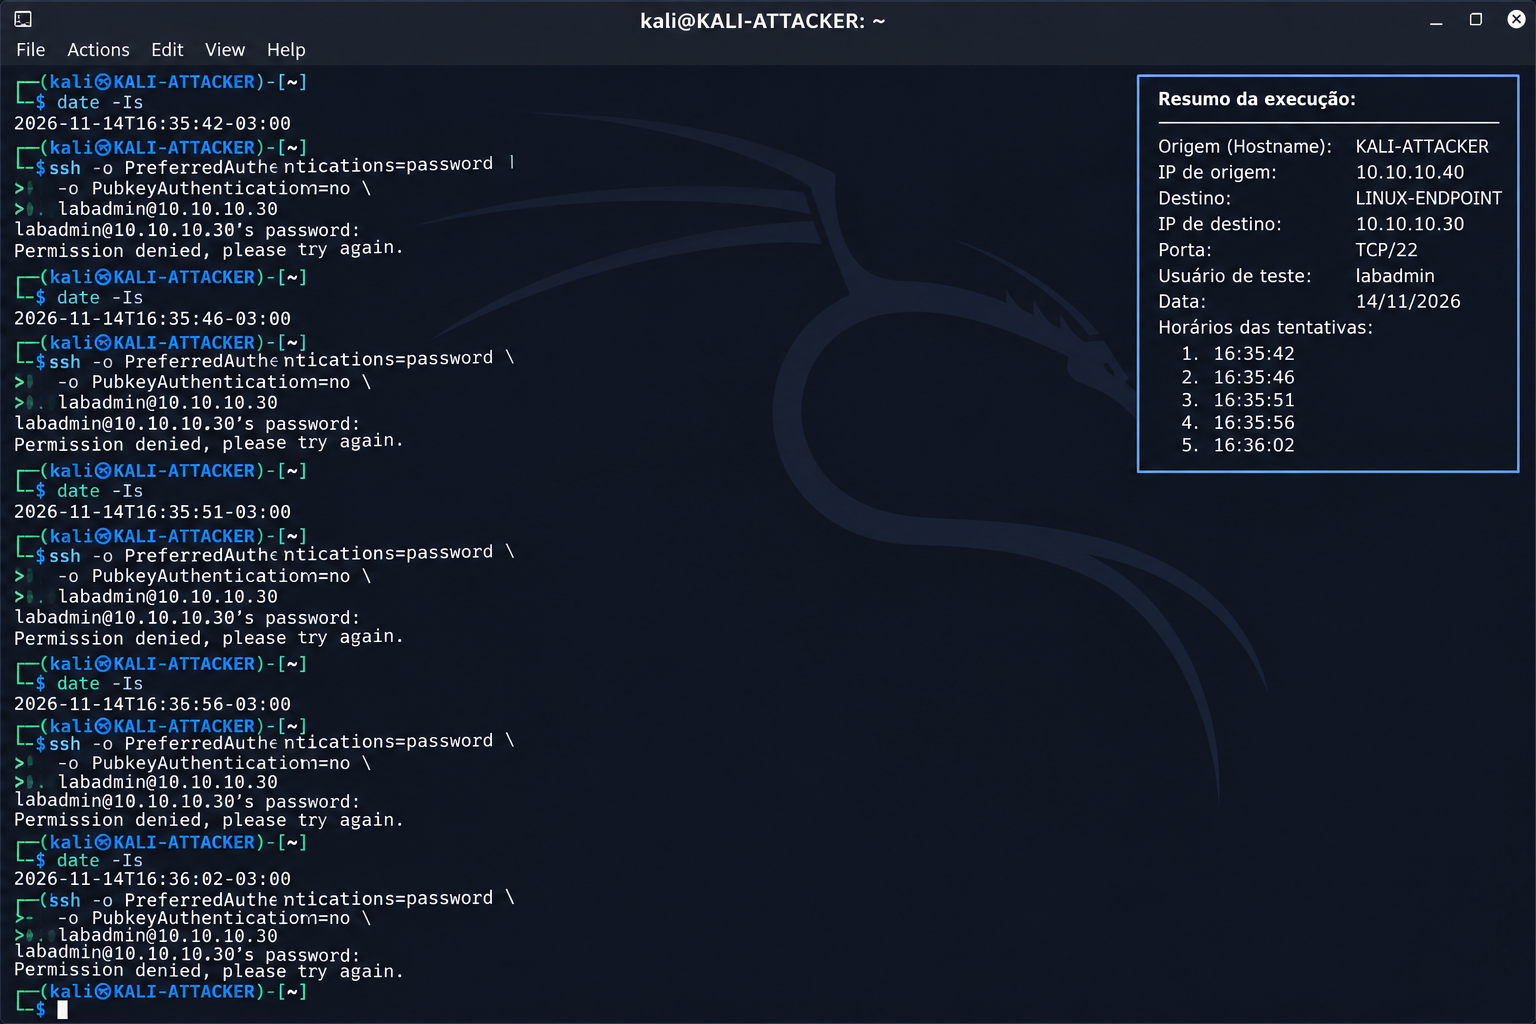 kali@KALI-ATTACKER: ~
File Actions Edit View Help
┌──(kali㉿KALI-ATTACKER)-[~]
└─$ date -Is
2026-11-14T16:35:42-03:00
┌──(kali㉿KALI-ATTACKER)-[~]
└─$ssh -o PreferredAuthentications=password \
> -o PubkeyAuthentication=no \
> labadmin@10.10.10.30
labadmin@10.10.10.30's password:
Permission denied, please try again.
┌──(kali㉿KALI-ATTACKER)-[~]
└─$ date -Is
2026-11-14T16:35:46-03:00
┌──(kali㉿KALI-ATTACKER)-[~]
└─$ssh -o PreferredAuthentications=password \
> -o PubkeyAuthentication=no \
> labadmin@10.10.10.30
labadmin@10.10.10.30's password:
Permission denied, please try again.
┌──(kali㉿KALI-ATTACKER)-[~]
└─$ date -Is
2026-11-14T16:35:51-03:00
┌──(kali㉿KALI-ATTACKER)-[~]
└─$ssh -o PreferredAuthentications=password \
> -o PubkeyAuthentication=no \
> labadmin@10.10.10.30
labadmin@10.10.10.30's password:
Permission denied, please try again.
┌──(kali㉿KALI-ATTACKER)-[~]
└─$ date -Is
2026-11-14T16:35:56-03:00
┌──(kali㉿KALI-ATTACKER)-[~]
└─$ssh -o PreferredAuthentications=password \
> -o PubkeyAuthentication=no \
> labadmin@10.10.10.30
labadmin@10.10.10.30's password:
Permission denied, please try again.
┌──(kali㉿KALI-ATTACKER)-[~]
└─$ date -Is
2026-11-14T16:36:02-03:00
┌──(ssh -o PreferredAuthentications=password \
>- -o PubkeyAuthentication=no \
> labadmin@10.10.10.30
labadmin@10.10.10.30's password:
Permission denied, please try again.
┌──(kali㉿KALI-ATTACKER)-[~]
└─$
Resumo da execução:
Origem (Hostname): KALI-ATTACKER
IP de origem: 10.10.10.40
Destino: LINUX-ENDPOINT
IP de destino: 10.10.10.30
Porta: TCP/22
Usuário de teste: labadmin
Data: 14/11/2026
Horários das tentativas:
1. 16:35:42
2. 16:35:46
3. 16:35:51
4. 16:35:56
5. 16:36:02